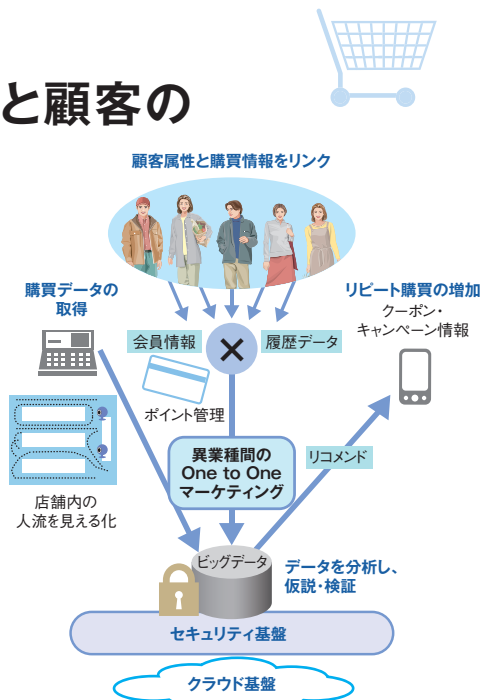 と顧客の
顧客属性と購買情報をリンク
購買データの
取得
リピート購買の増加
クーポン・
キャンペーン情報
会員情報
×
履歴データ
ポイント管理
店舗内の
人流を見える化
異業種間の
One to One
マーケティング
リコメンド
ビッグデータ
データを分析し、
仮説・検証
セキュリティ基盤
クラウド基盤